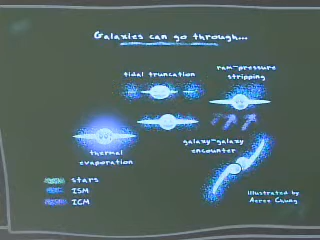 Galaxies can go through...
tidal truncation
ram-pressure
stripping
thermal
evaporation
galaxy-galaxy
encounter
stars
ISM
ICM
Illustrated by
Aeree Chung